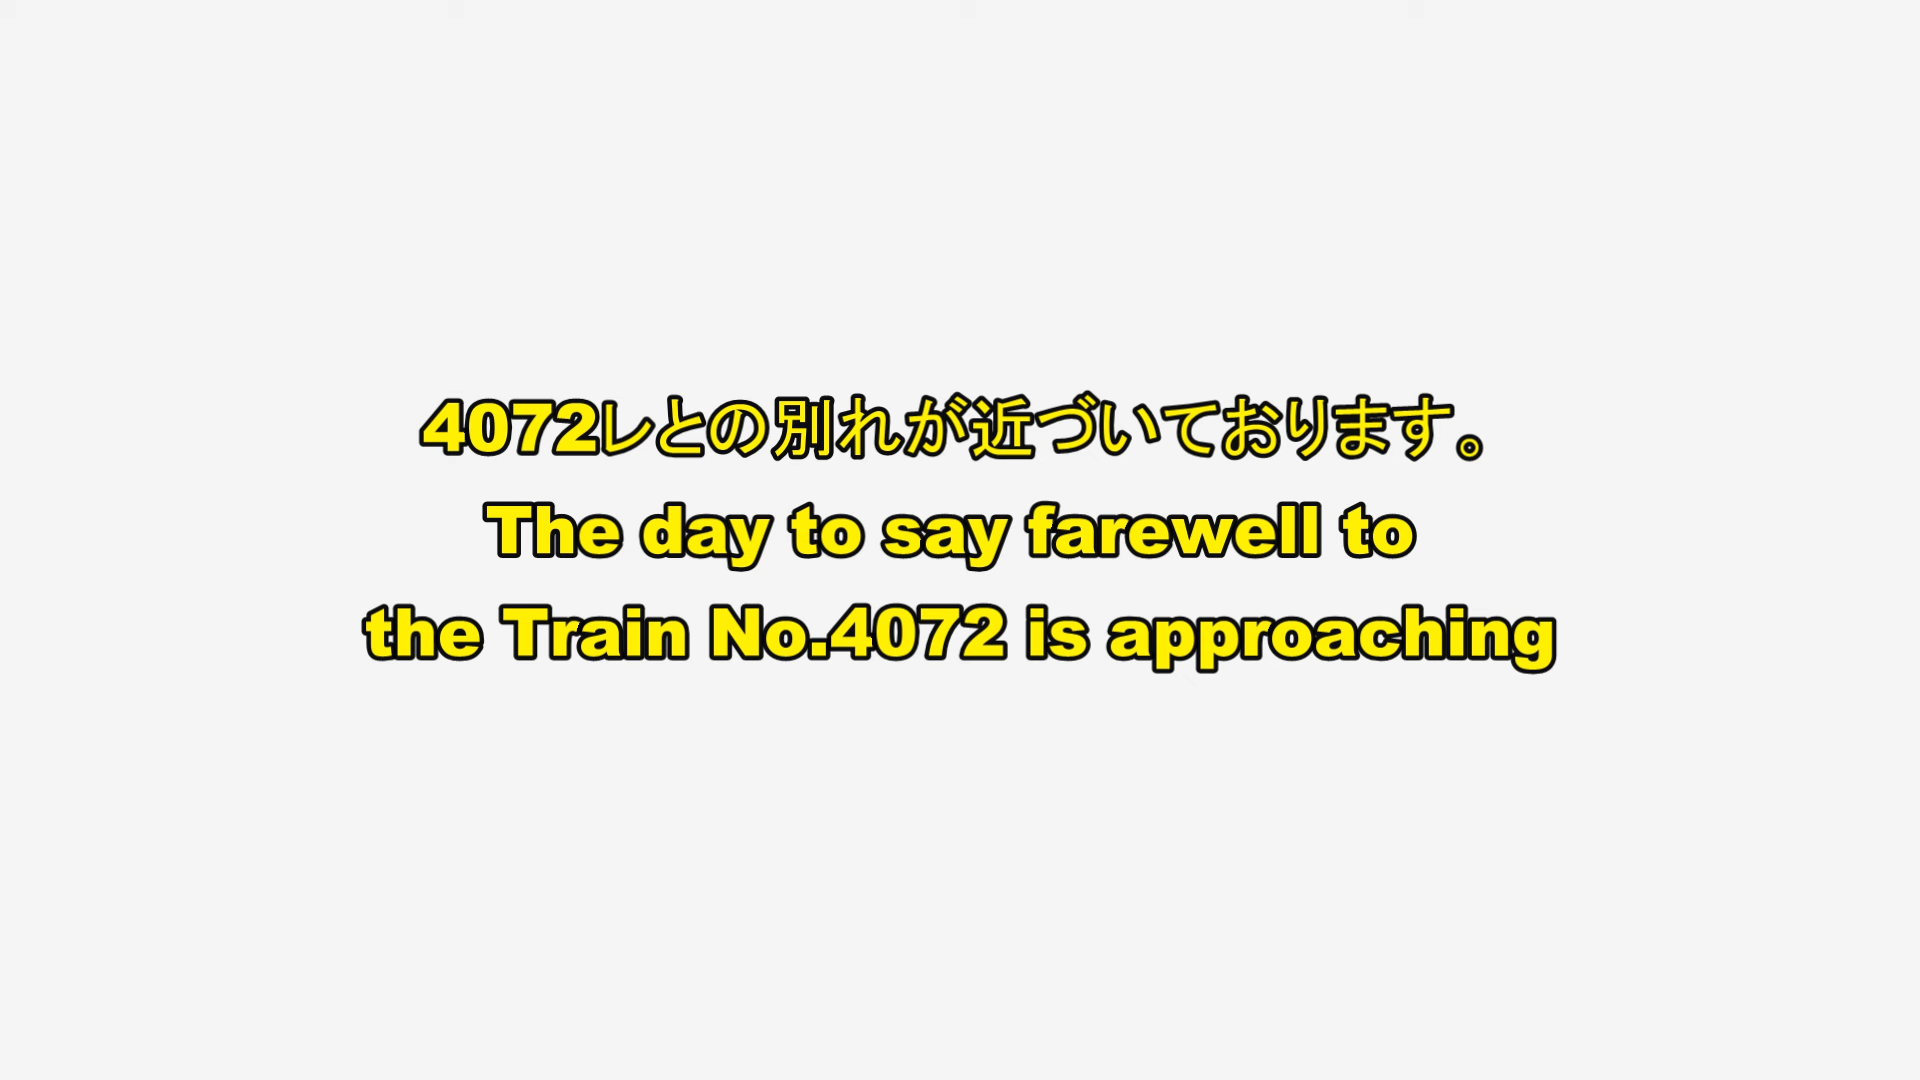 4072レとの別れが近づいております。
The day to say farewell to
the Train No.4072 is approaching